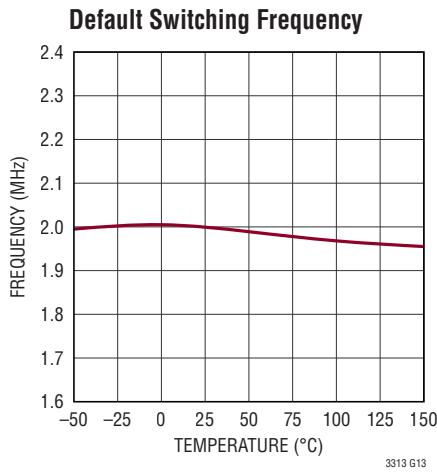 Default Switching Frequency
2.4
2.3
2.2
2.1
2.0
1.9
1.8
1.7
1.6
FREQUENCY (MHz)
–50 –25 0 25 50 75 100 125 150
TEMPERATURE (°C)
3313 G13